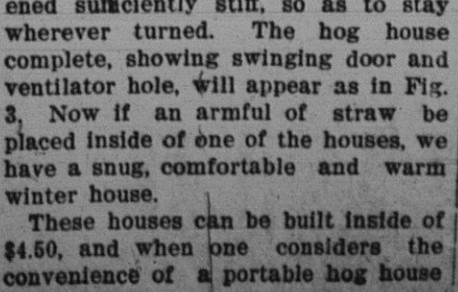 ened sufficiently stiff, so as to stay
wherever turned. The hog house
complete, showing swinging door and
ventilator hole, will appear as in Fig.
3. Now if an armful of straw be
placed inside of one of the houses, we
have a snug, comfortable and warm
winter house.
These houses can be built inside of
$4.50, and when one considers the
convenience of a portable hog house